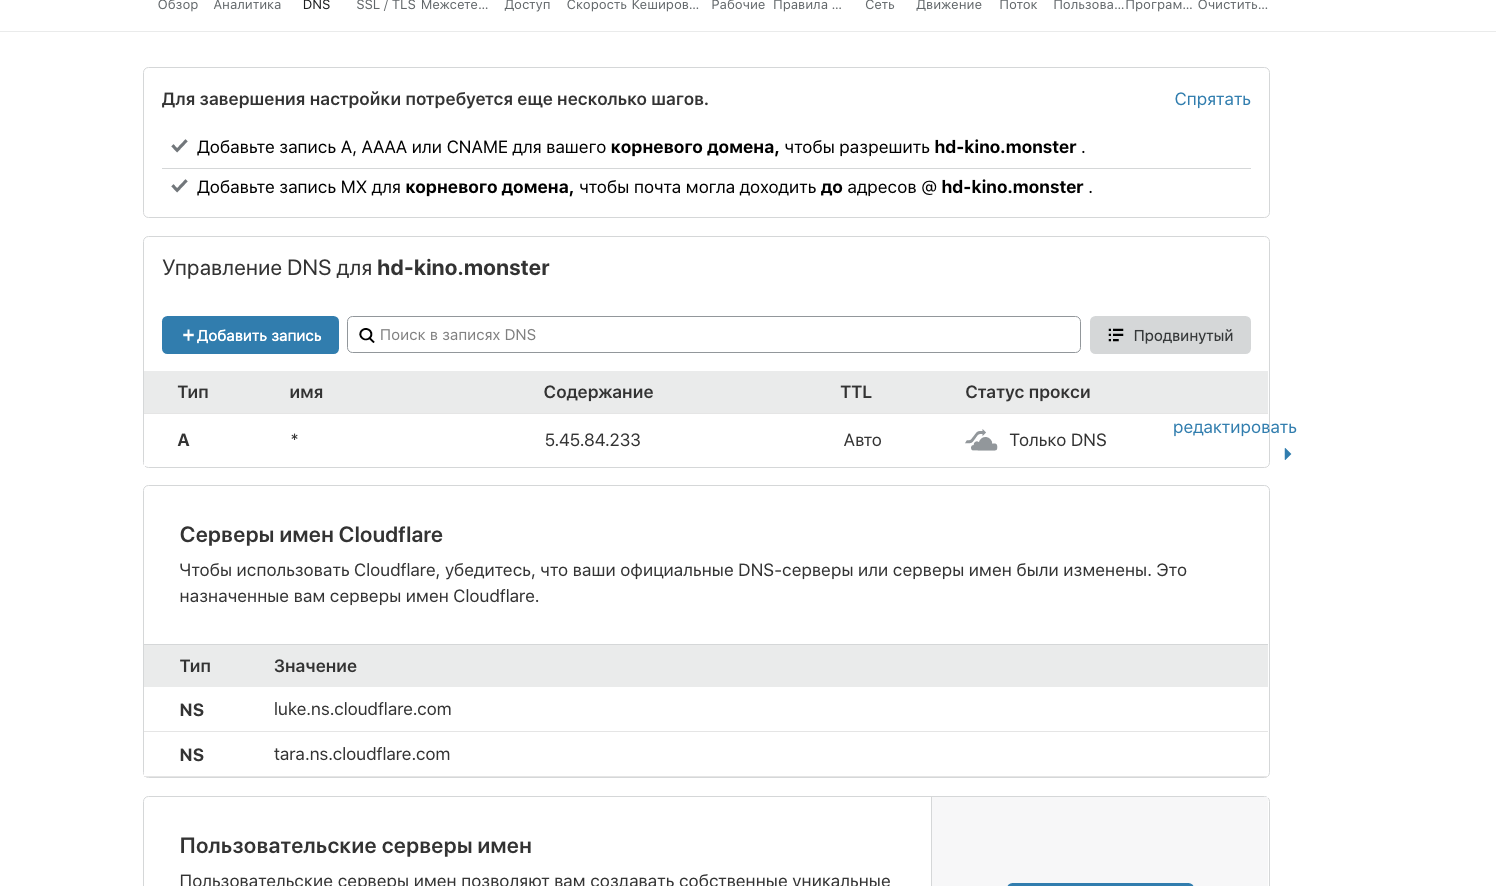 Обзор Аналитика DNS SSL / TLS Межсете... Доступ Скорость Кеширов... Рабочие Правила ... Сеть Движение Поток Пользова... Програм... Очистить...
Для завершения настройки потребуется еще несколько шагов. Спрятать
Добавьте запись A, AAAA или CNAME для вашего корневого домена, чтобы разрешить hd-kino.monster .
Добавьте запись MX для корневого домена, чтобы почта могла доходить до адресов @ hd-kino.monster .
Управление DNS для hd-kino.monster
+Добавить запись Поиск в записях DNS Продвинутый
Тип имя Содержание TTL Статус прокси
A * 5.45.84.233 Авто Только DNS редактировать
Серверы имен Cloudflare
Чтобы использовать Cloudflare, убедитесь, что ваши официальные DNS-серверы или серверы имен были изменены. Это
назначенные вам серверы имен Cloudflare.
Тип Значение
NS luke.ns.cloudflare.com
NS tara.ns.cloudflare.com
Пользовательские серверы имен
Пользовательские серверы имен позволяют вам создавать собственные уникальные